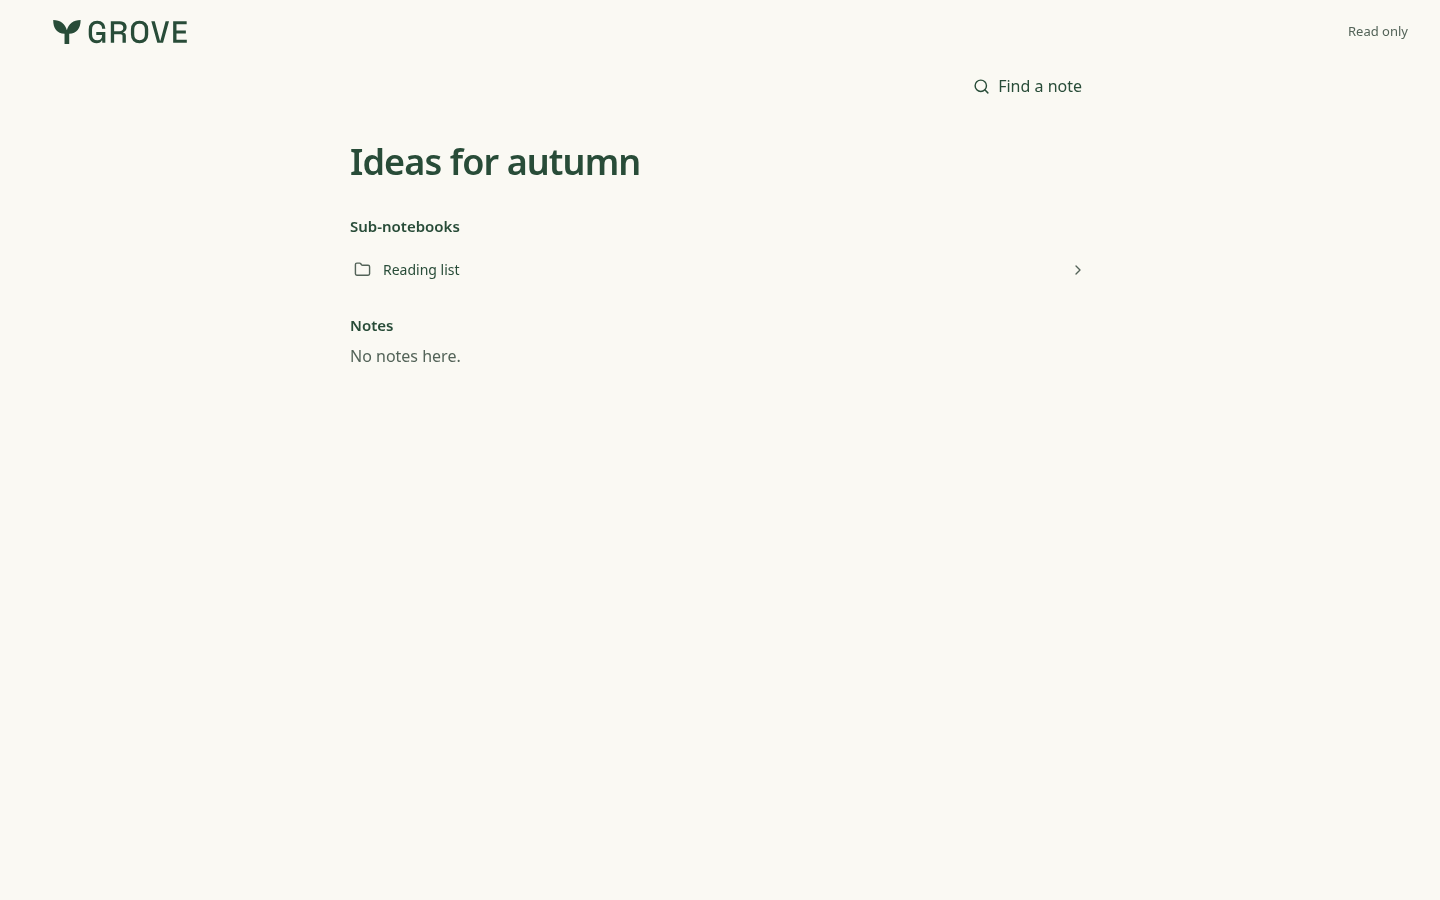 GROVE
Read only
Find a note
Ideas for autumn
Sub-notebooks
Reading list
Notes
No notes here.